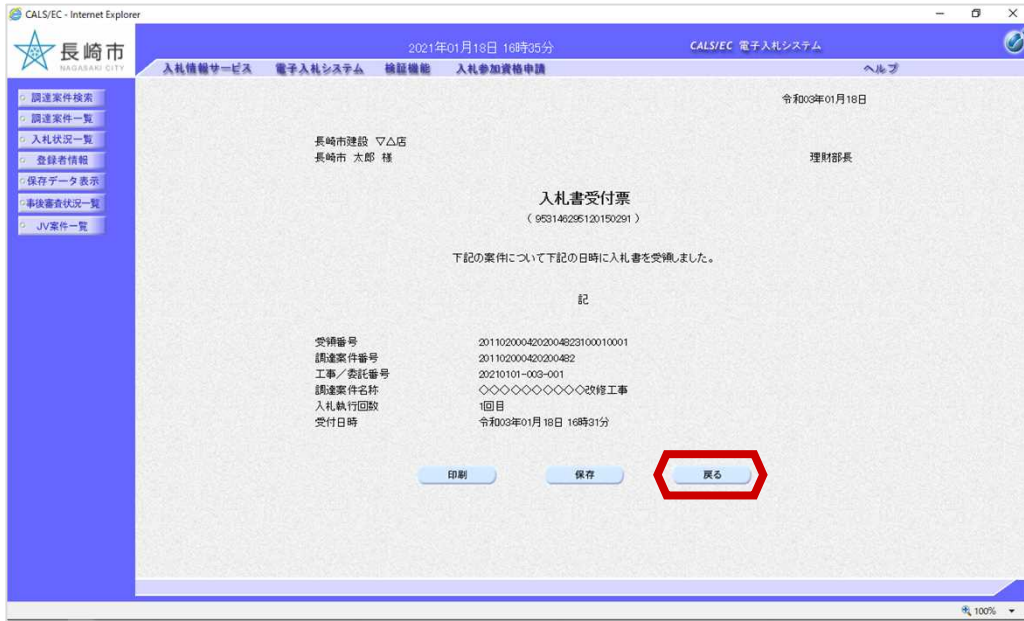 CALS/EC - Internet Explorer
長崎市
NAGASAKI CITY
2021年01月18日 16時35分
CALS/EC 電子入札システム
入札情報サービス 電子入札システム 検証機能 入札参加資格申請 ヘルプ
調達案件検索
調達案件一覧
入札状況一覧
登録者情報
保存データ表示
事後審査状況一覧
JV案件一覧
令和03年01月18日
長崎市建設 ▽△店
長崎市 太郎 様
理財部長
入札書受付票
( 953146295120150291 )
下記の案件について下記の日時に入札書を受領しました。
記
受領番号 2011020004202004823100010001
調達案件番号 201102000420200482
工事/委託番号 20210101-003-001
調達案件名称 ◇◇◇◇◇◇◇◇◇◇改修工事
入札執行回数 1回目
受付日時 令和03年01月18日 16時31分
印刷 保存 戻る
100%